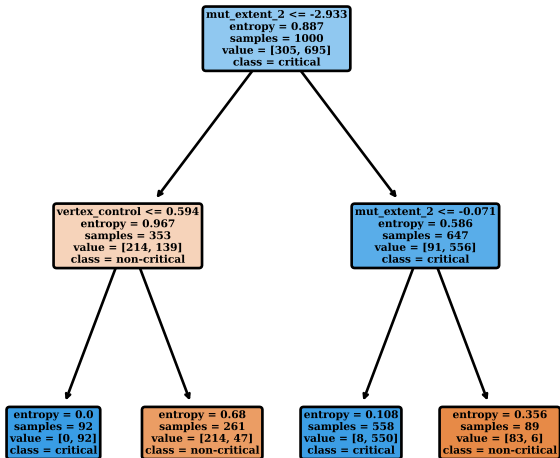 mut_extent_2 <= -2.933
entropy = 0.887
samples = 1000
value = [305, 695]
class = critical
vertex_control <= 0.594
entropy = 0.967
samples = 353
value = [214, 139]
class = non-critical
mut_extent_2 <= -0.071
entropy = 0.586
samples = 647
value = [91, 556]
class = critical
entropy = 0.0
samples = 92
value = [0, 92]
class = critical
entropy = 0.68
samples = 261
value = [214, 47]
class = non-critical
entropy = 0.108
samples = 558
value = [8, 550]
class = critical
entropy = 0.356
samples = 89
value = [83, 6]
class = non-critical